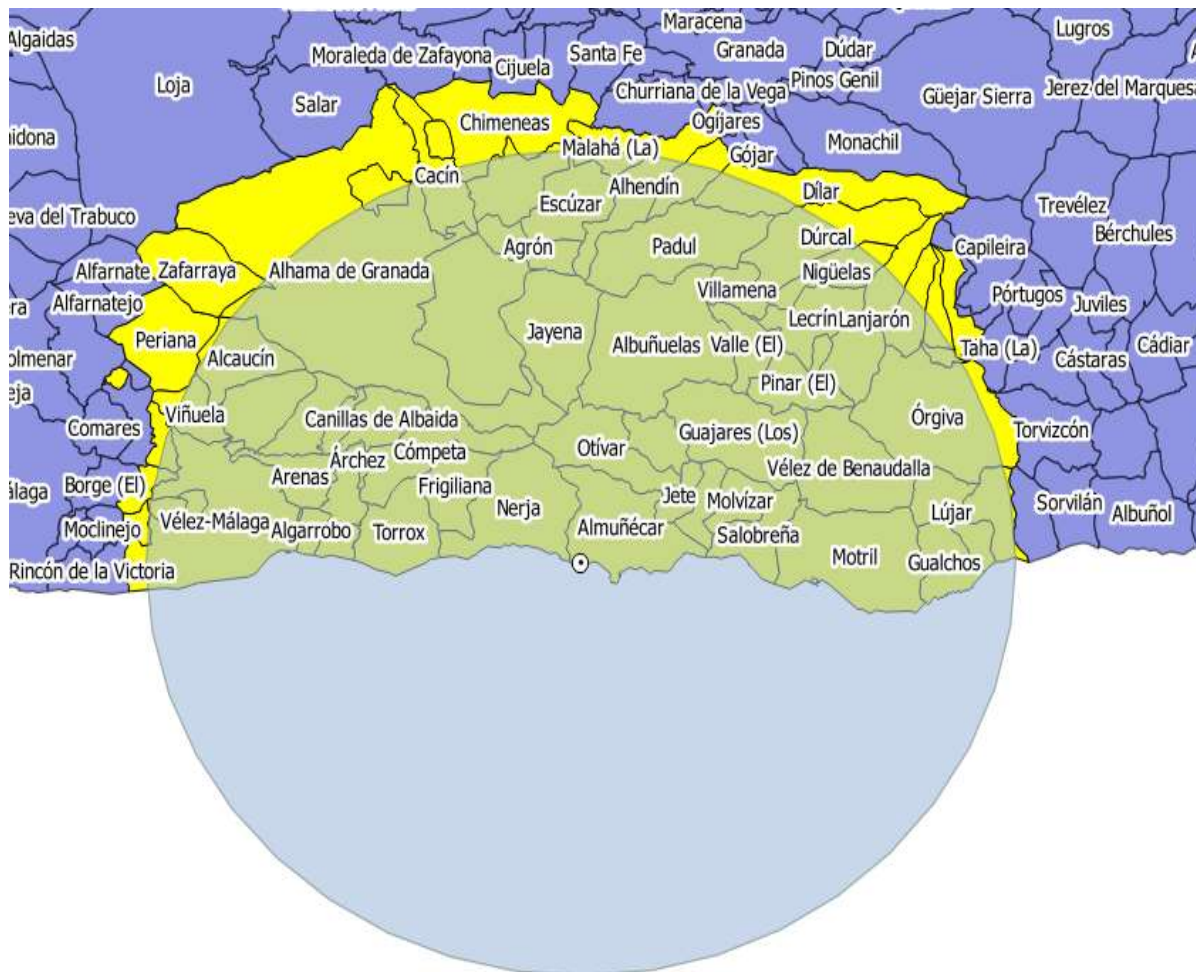 Maracena
Lugros
Algaidas
Moraleda de Zafayona
Santa Fe
Granada
Dúdar
Cijuela
Loja
Pinos Genil
Salar
Churriana de la Vega
Güejar Sierra
Jerez del Marquesa
Chimeneas
Ogíjares
Monachil
Malahá (La)
Gójar
Cacín
Alhendín
Dílar
Escúzar
Trevélez
eva del Trabuco
Dúrcal
Bérchules
Agrón
Padul
Capileira
Alfarnate
Zafarraya
Alhama de Granada
Nigüelas
Villamena
Pórtugos
Alfarnatejo
Juviles
Lecrín
Lanjarón
Periana
Jayena
Albuñuelas
Valle (El)
Taha (La)
Cádiar
olmenar
Alcaucín
Cástaras
Pinar (El)
Viñuela
Canillas de Albaida
Órgiva
Comares
Guajares (Los)
Torvizcón
Cómpeta
Otívar
Árchez
Vélez de Benaudalla
Arenas
Borge (El)
Frigiliana
Jete
Molvízar
Sorvilán
Nerja
Lújar
Albuñol
Moclinejo
Vélez-Málaga
Algarrobo
Torrox
Almuñécar
Salobreña
Motril
Gualchos
Rincón de la Victoria